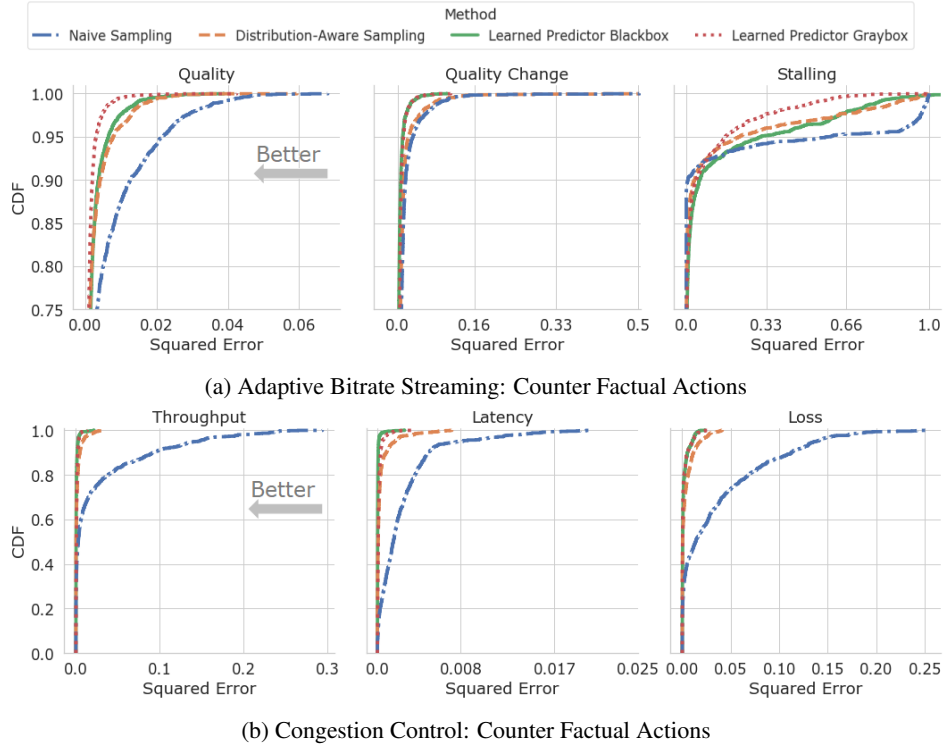 Method
Naive Sampling Distribution-Aware Sampling Learned Predictor Blackbox Learned Predictor Graybox
Quality Quality Change Stalling
1.00
0.95
0.90
0.85
0.80
0.75
CDF
Better
0.00 0.02 0.04 0.06 0.0 0.16 0.33 0.5 0.0 0.33 0.66 1.0
Squared Error Squared Error Squared Error
(a) Adaptive Bitrate Streaming: Counter Factual Actions
Throughput Latency Loss
1.0
0.8
0.6
0.4
0.2
0.0
CDF
Better
0.0 0.1 0.2 0.3 0.0 0.008 0.017 0.025 0.00 0.05 0.10 0.15 0.20 0.25
Squared Error Squared Error Squared Error
(b) Congestion Control: Counter Factual Actions